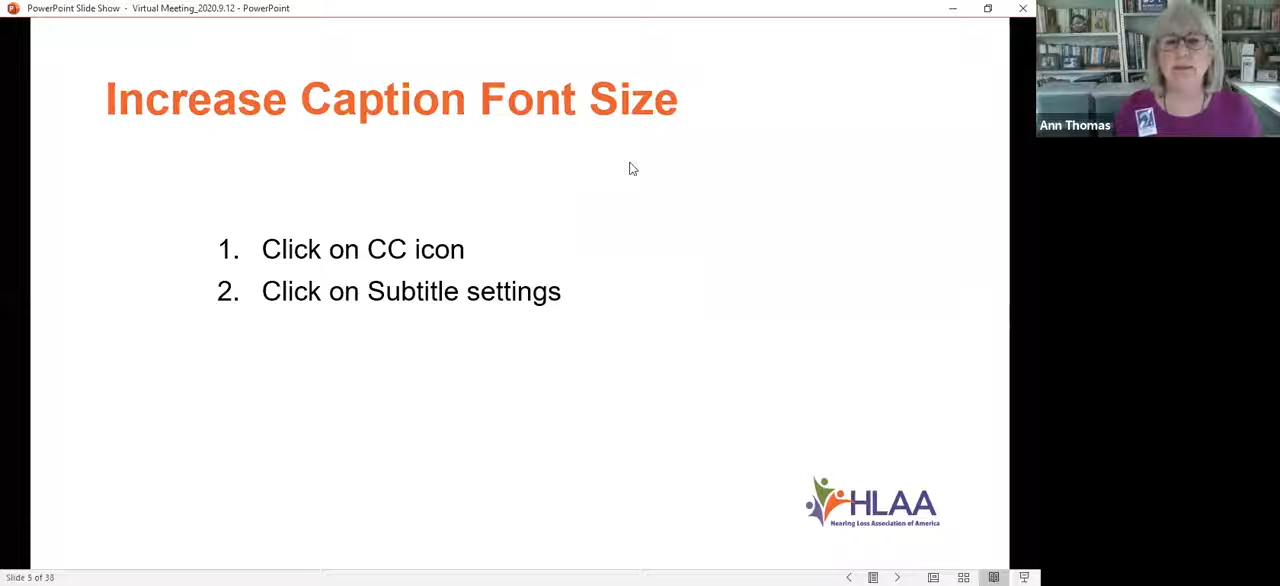 PowerPoint Slide Show - Virtual Meeting_2020.9.12 - PowerPoint
Ann Thomas
Increase Caption Font Size
1. Click on CC icon
2. Click on Subtitle settings
HLAA
Hearing Loss Association of America
Slide 5 of 38